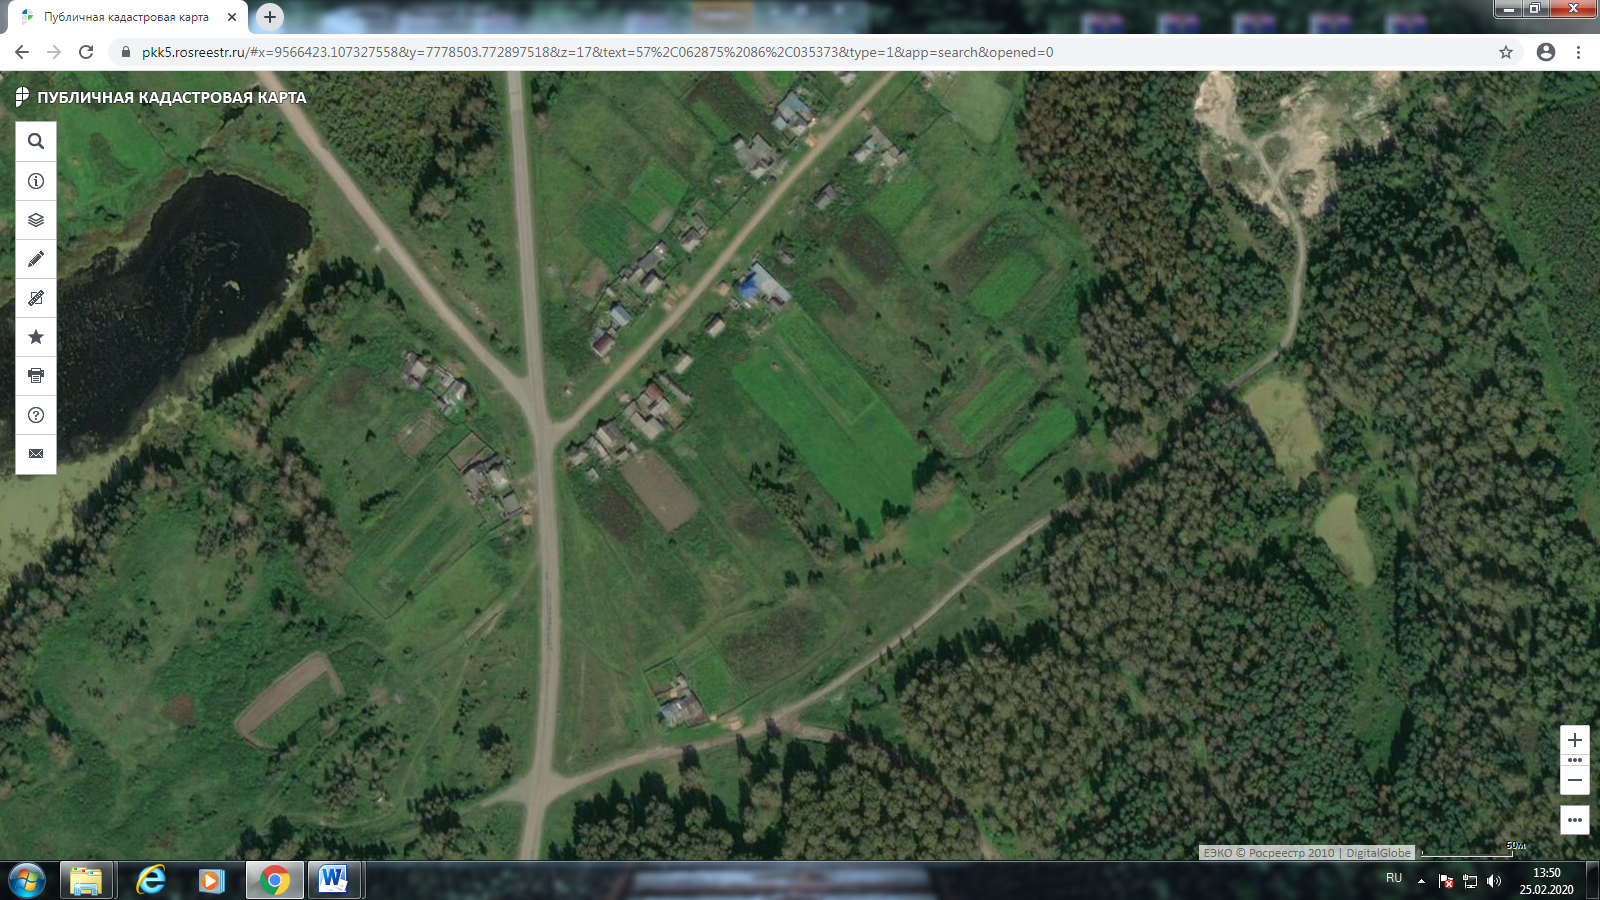 Публичная кадастровая карта
pkk5.rosreestr.ru/#x=9566423.107327558&y=7778503.772897518&z=17&text=57%2C062875%2086%2C035373&type=1&app=search&opened=0
ПУБЛИЧНАЯ КАДАСТРОВАЯ КАРТА
ЕЭКО © Росреестр 2010 | DigitalGlobe
50м
RU
13:50
25.02.2020